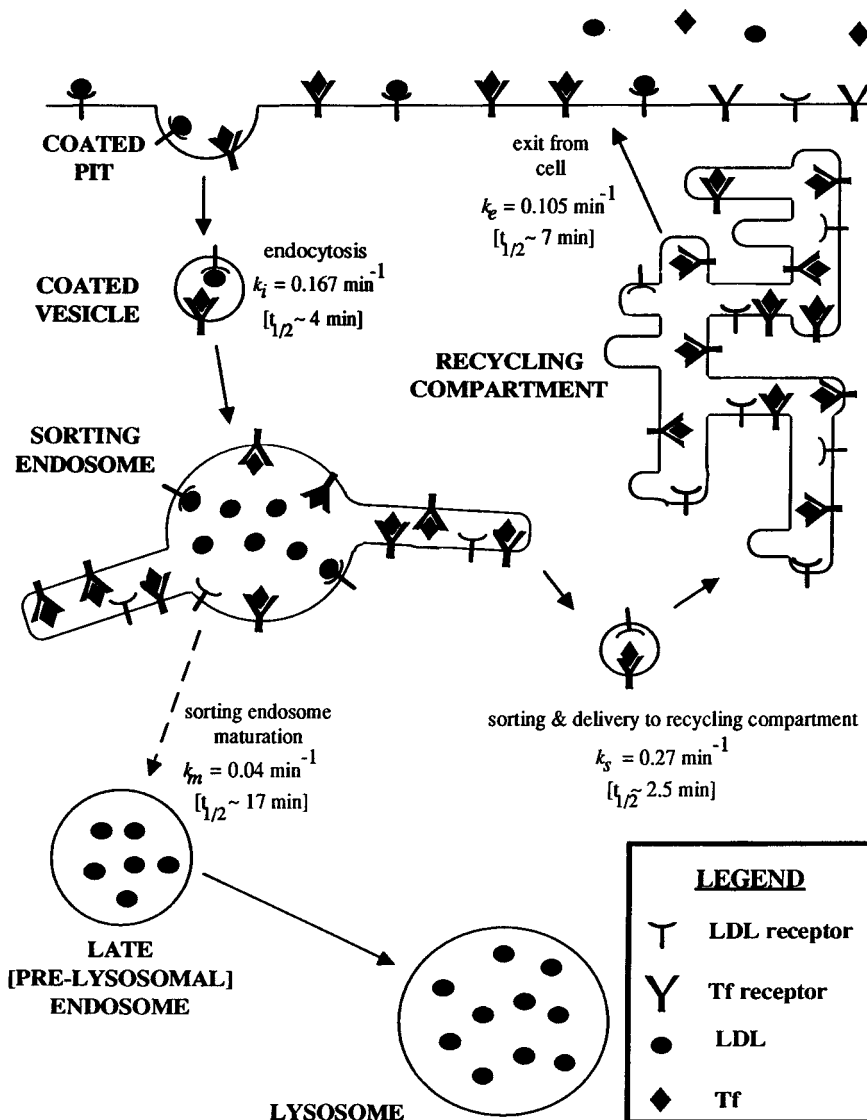 COATED
PIT
exit from
cell
k_e = 0.105 min^-1
[t_1/2 ~ 7 min]
endocytosis
k_i = 0.167 min^-1
[t_1/2 ~ 4 min]
COATED
VESICLE
RECYCLING
COMPARTMENT
SORTING
ENDOSOME
sorting endosome
maturation
k_m = 0.04 min^-1
[t_1/2 ~ 17 min]
sorting & delivery to recycling compartment
k_s = 0.27 min^-1
[t_1/2 ~ 2.5 min]
LATE
[PRE-LYSOSOMAL]
ENDOSOME
LYSOSOME
LEGEND
LDL receptor
Tf receptor
LDL
Tf